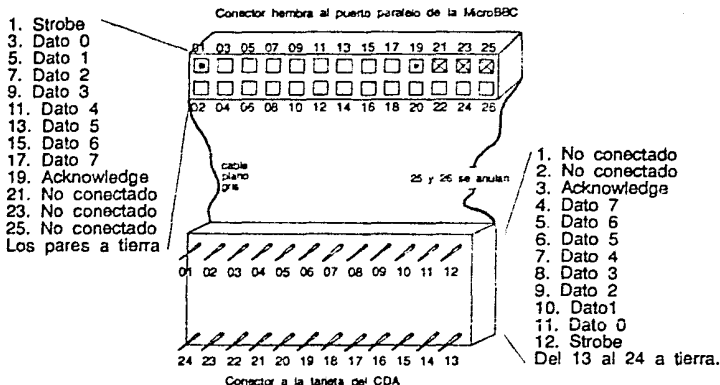 Conector hembra al puerto paralelo de la MicroBBC
1. Strobe
3. Dato 0
5. Dato 1
7. Dato 2
9. Dato 3
11. Dato 4
13. Dato 5
15. Dato 6
17. Dato 7
19. Acknowledge
21. No conectado
23. No conectado
25. No conectado
Los pares a tierra
01 03 05 07 09 11 13 15 17 19 21 23 25
02 04 06 08 10 12 14 16 18 20 22 24 26
cable
plano
gris
25 y 26 se anulan
1. No conectado
2. No conectado
3. Acknowledge
4. Dato 7
5. Dato 6
6. Dato 5
7. Dato 4
8. Dato 3
9. Dato 2
10. Dato1
11. Dato 0
12. Strobe
Del 13 al 24 a tierra.
01 02 03 04 05 06 07 08 09 10 11 12
24 23 22 21 20 19 18 17 16 15 14 13
Conector a la tarjeta del CDA